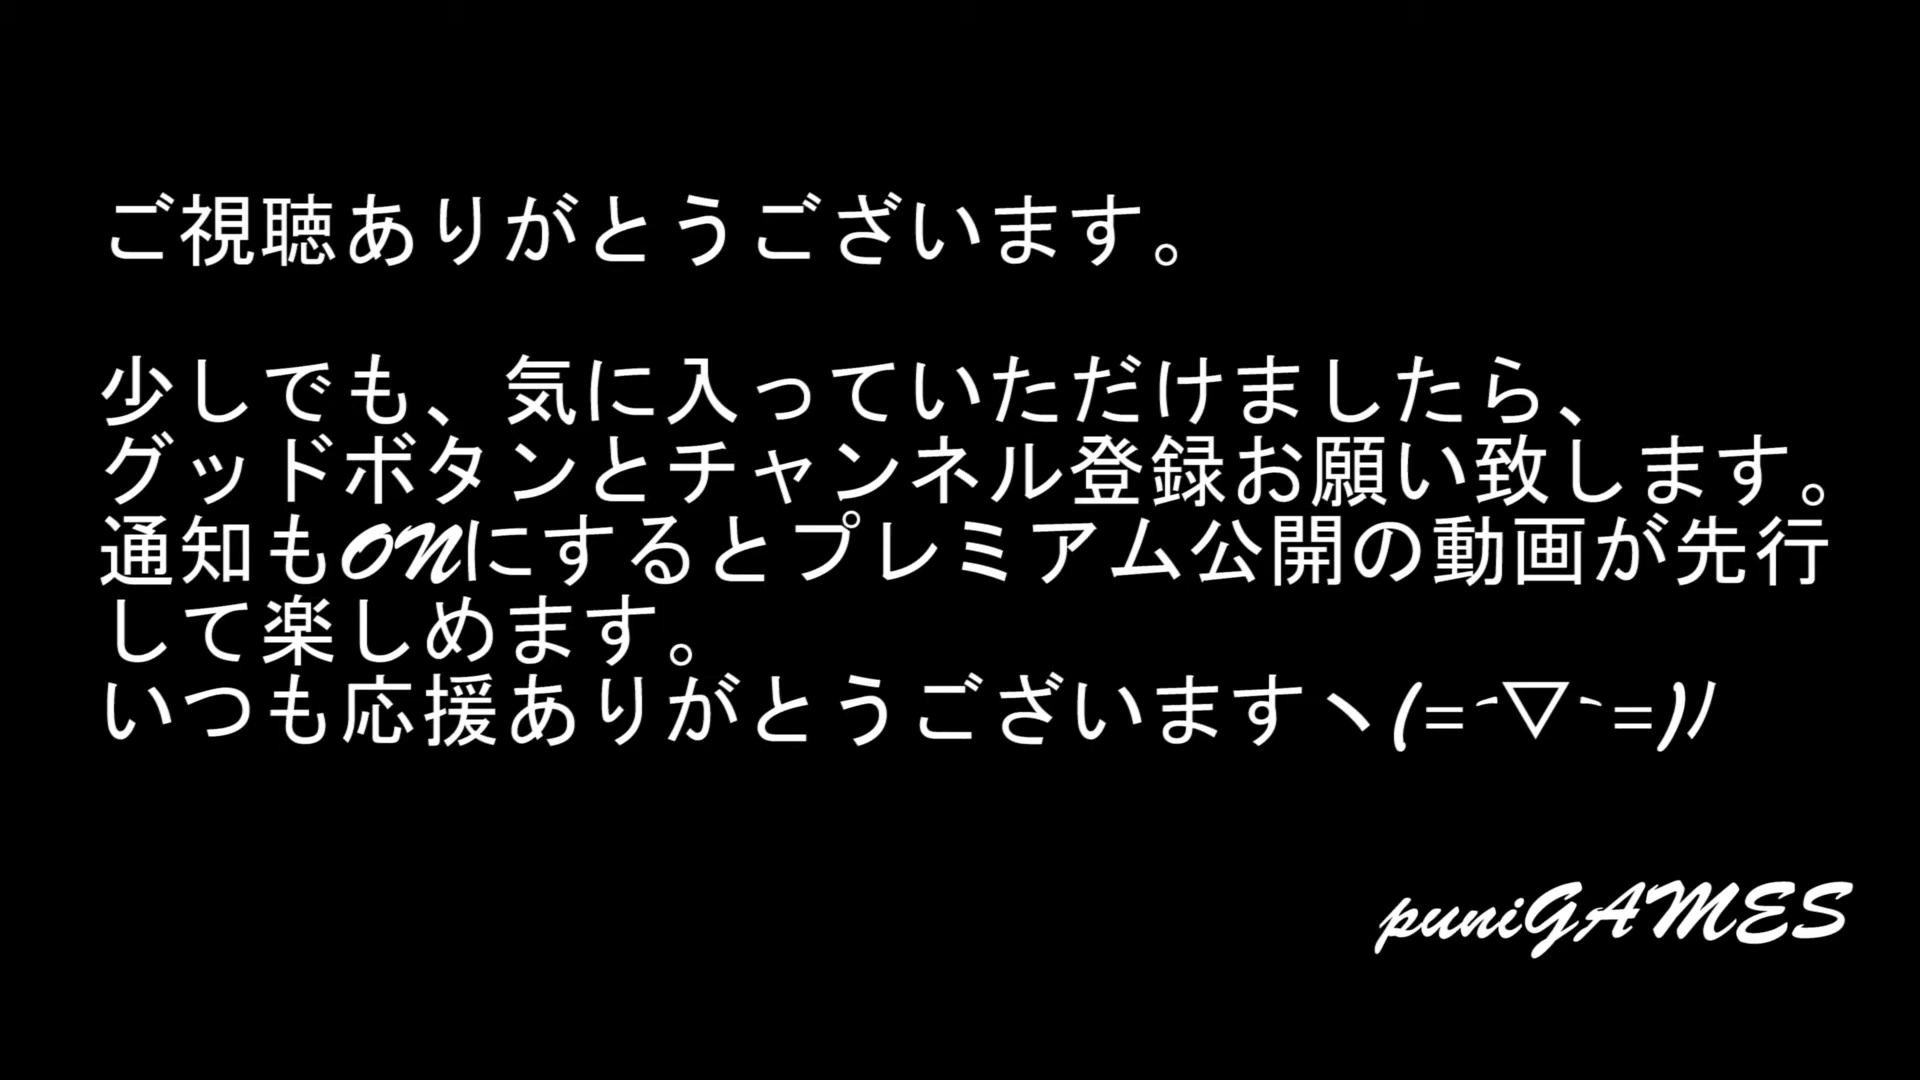 ご視聴ありがとうございます。
少しでも、気に入っていただけましたら、
グッドボタンとチャンネル登録お願い致します。
通知もONにするとプレミアム公開の動画が先行
して楽しめます。
いつも応援ありがとうございますヽ(=´▽`=)ﾉ
puniGAMES